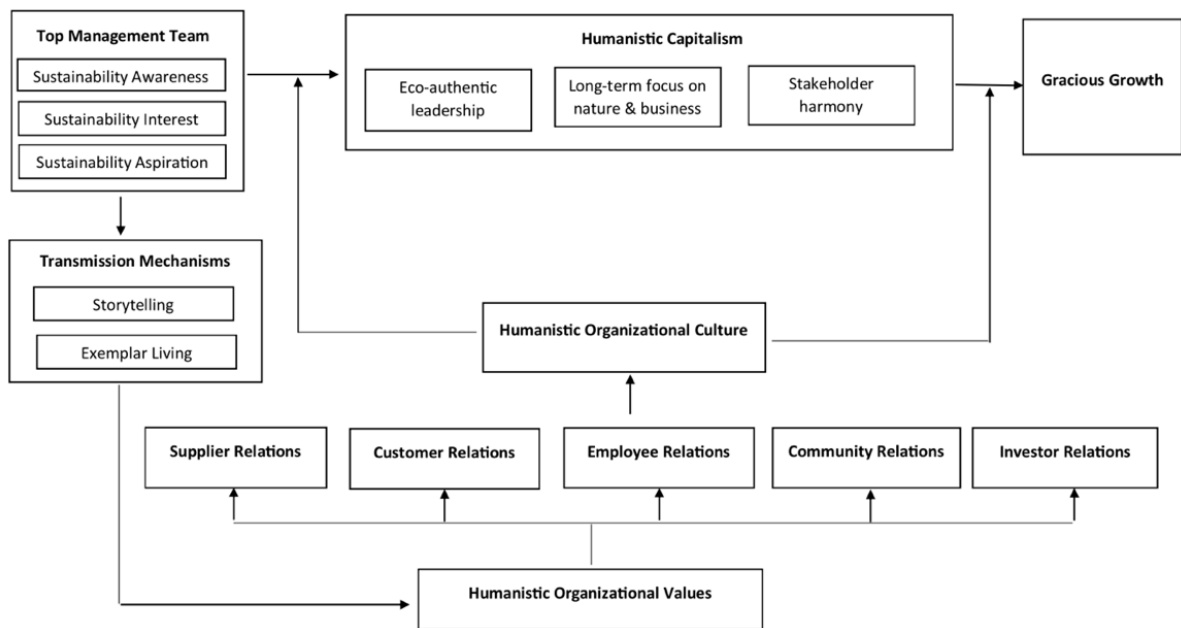 Top Management Team
Sustainability Awareness
Sustainability Interest
Sustainability Aspiration
Humanistic Capitalism
Eco-authentic
leadership
Long-term focus on
nature & business
Stakeholder
harmony
Gracious Growth
Transmission Mechanisms
Storytelling
Exemplar Living
Humanistic Organizational Culture
Supplier Relations
Customer Relations
Employee Relations
Community Relations
Investor Relations
Humanistic Organizational Values